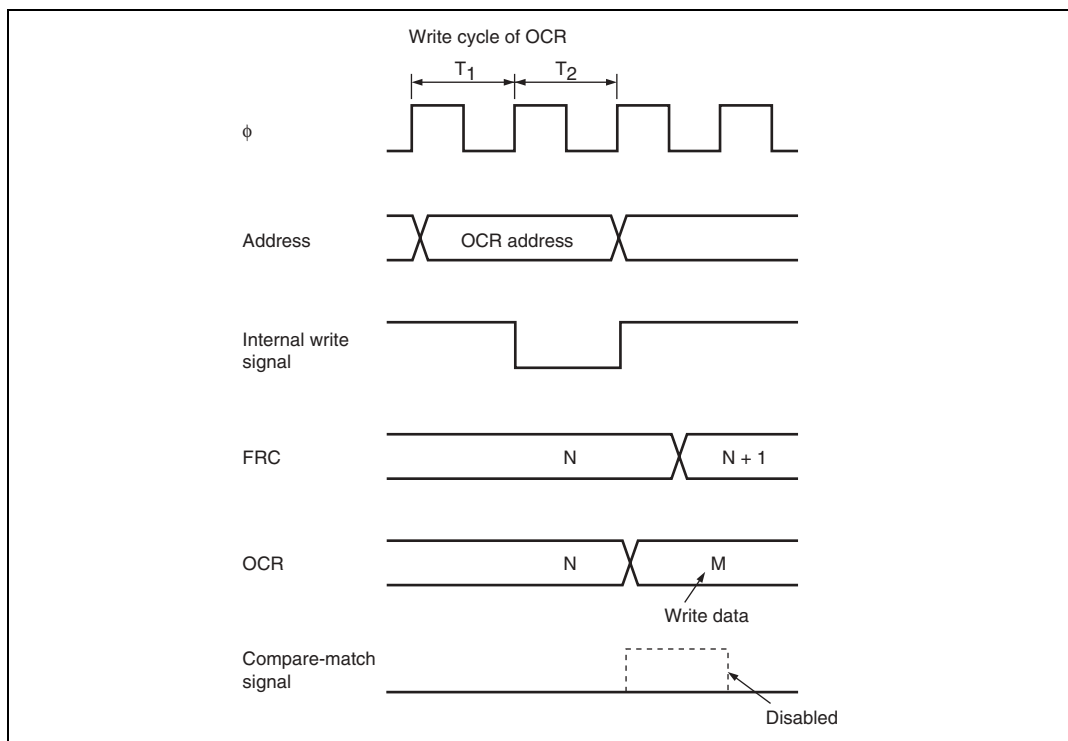 Write cycle of OCR
T1 T2
ϕ
Address
OCR address
Internal write
signal
FRC
N
N + 1
OCR
N
M
Write data
Compare-match
signal
Disabled